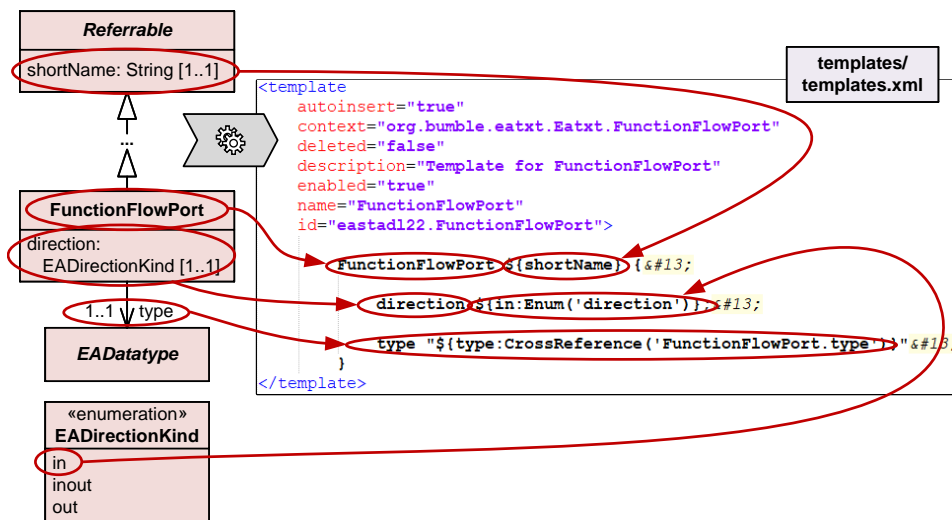 Referrable
shortName: String [1..1]
...
FunctionFlowPort
direction:
EADirectionKind [1..1]
1..1 type
EADatatype
«enumeration»
EADirectionKind
in
inout
out
templates/
templates.xml
<template
autoinsert="true"
context="org.bumble.eatxt.Eatxt.FunctionFlowPort"
deleted="false"
description="Template for FunctionFlowPort"
enabled="true"
name="FunctionFlowPort"
id="eastadl22.FunctionFlowPort">
FunctionFlowPort ${shortName} {&#13;
direction ${in:Enum('direction')};&#13;
type "${type:CrossReference('FunctionFlowPort.type')}"&#13;
}
</template>